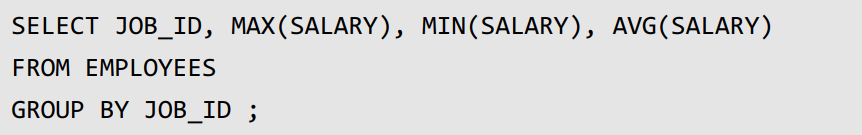 SELECT JOB_ID, MAX(SALARY), MIN(SALARY), AVG(SALARY)
FROM EMPLOYEES
GROUP BY JOB_ID ;